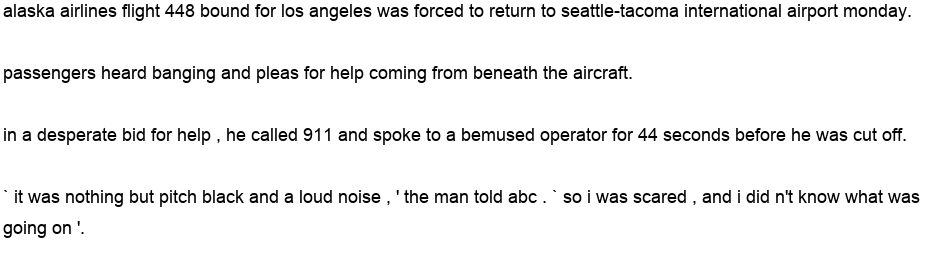 alaska airlines flight 448 bound for los angeles was forced to return to seattle-tacoma international airport monday.
passengers heard banging and pleas for help coming from beneath the aircraft.
in a desperate bid for help , he called 911 and spoke to a bemused operator for 44 seconds before he was cut off.
` it was nothing but pitch black and a loud noise , ' the man told abc . ` so i was scared , and i did n't know what was
going on '.